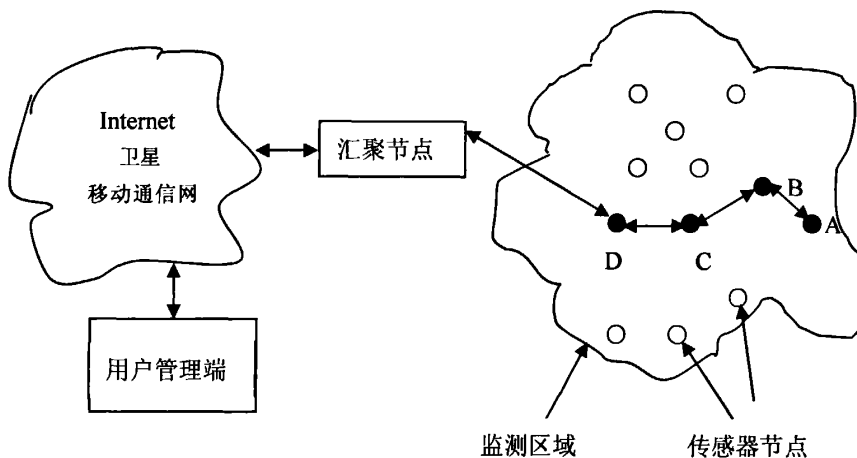 Internet
卫星
移动通信网
汇聚节点
用户管理端
B
A
D
C
监测区域
传感器节点